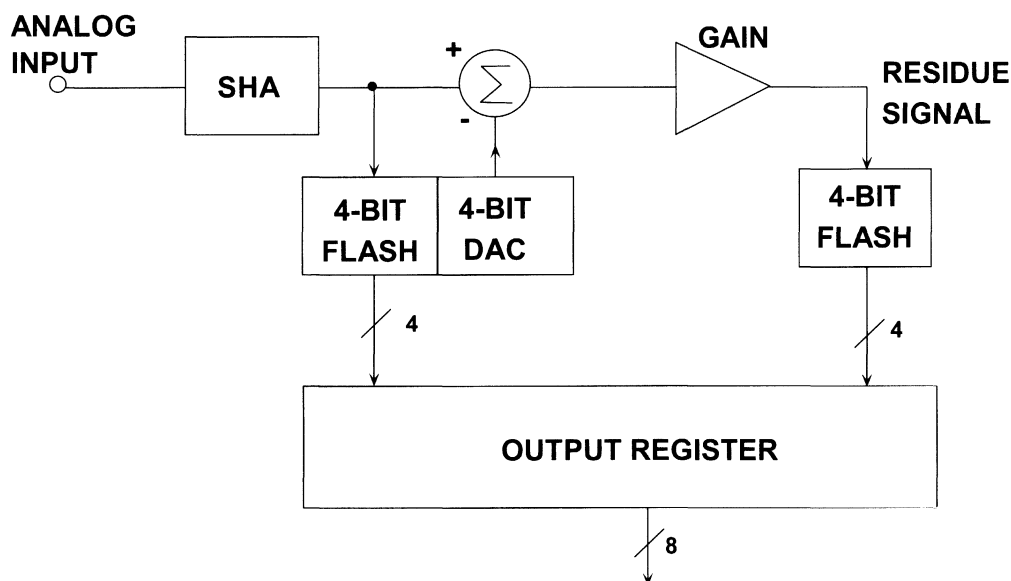 ANALOG
INPUT
SHA
+
Σ
-
GAIN
RESIDUE
SIGNAL
4-BIT
FLASH
4-BIT
DAC
4-BIT
FLASH
4
4
OUTPUT REGISTER
8